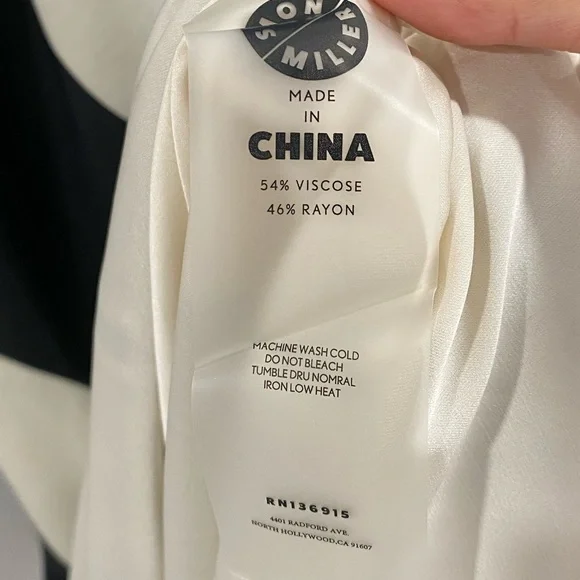 MILLER
MADE
IN
CHINA
54% VISCOSE
46% RAYON
MACHINE WASH COLD
DO NOT BLEACH
TUMBLE DRU NOMRAL
IRON LOW HEAT
RN136915
4401 RADFORD AVE.
NORTH HOLLYWOOD,CA 91607